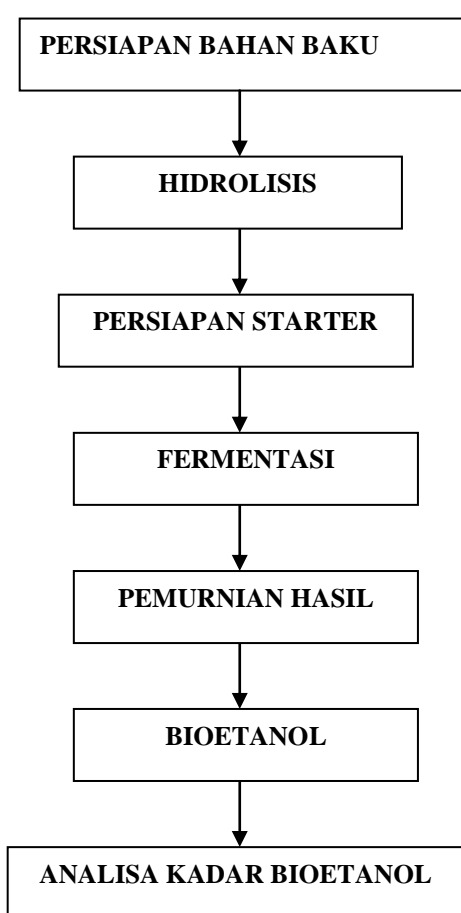 PERSIAPAN BAHAN BAKU
HIDROLISIS
PERSIAPAN STARTER
FERMENTASI
PEMURNIAN HASIL
BIOETANOL
ANALISA KADAR BIOETANOL